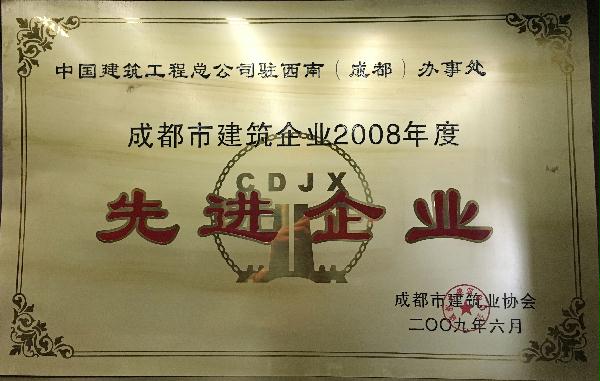 中国建筑工程总公司驻西南（成都）办事处
成都市建筑企业2008年度
CDJX
先进企业
成都市建筑业协会
二〇〇九年六月